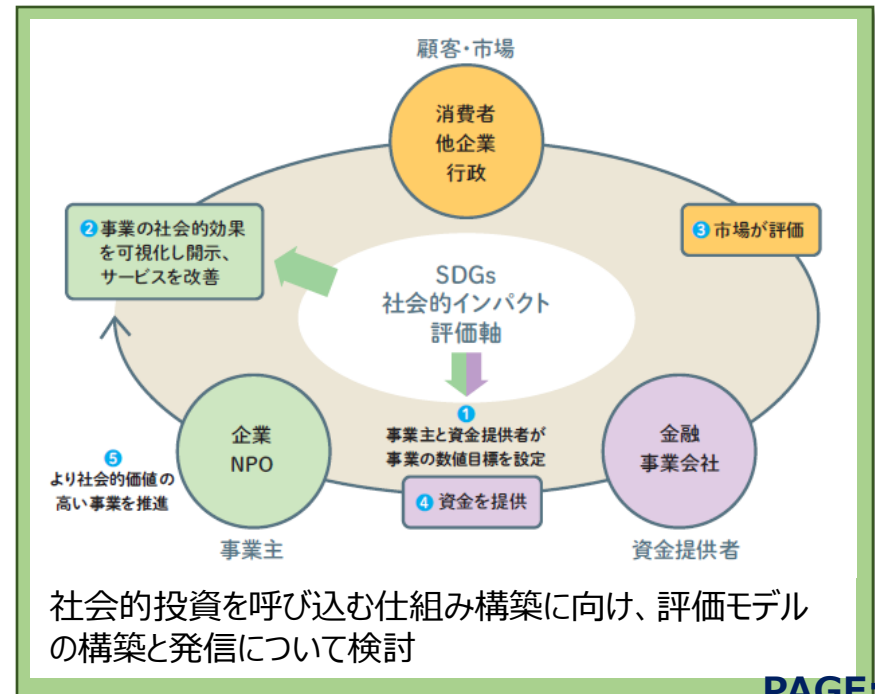 顧客・市場
消費者
他企業
行政
❷事業の社会的効果
を可視化し開示、
サービスを改善
❸市場が評価
SDGs
社会的インパクト
評価軸
❶
事業主と資金提供者が
事業の数値目標を設定
❹資金を提供
企業
NPO
金融
事業会社
❺
より社会的価値の
高い事業を推進
事業主
資金提供者
社会的投資を呼び込む仕組み構築に向け、評価モデル
の構築と発信について検討
PAGE: